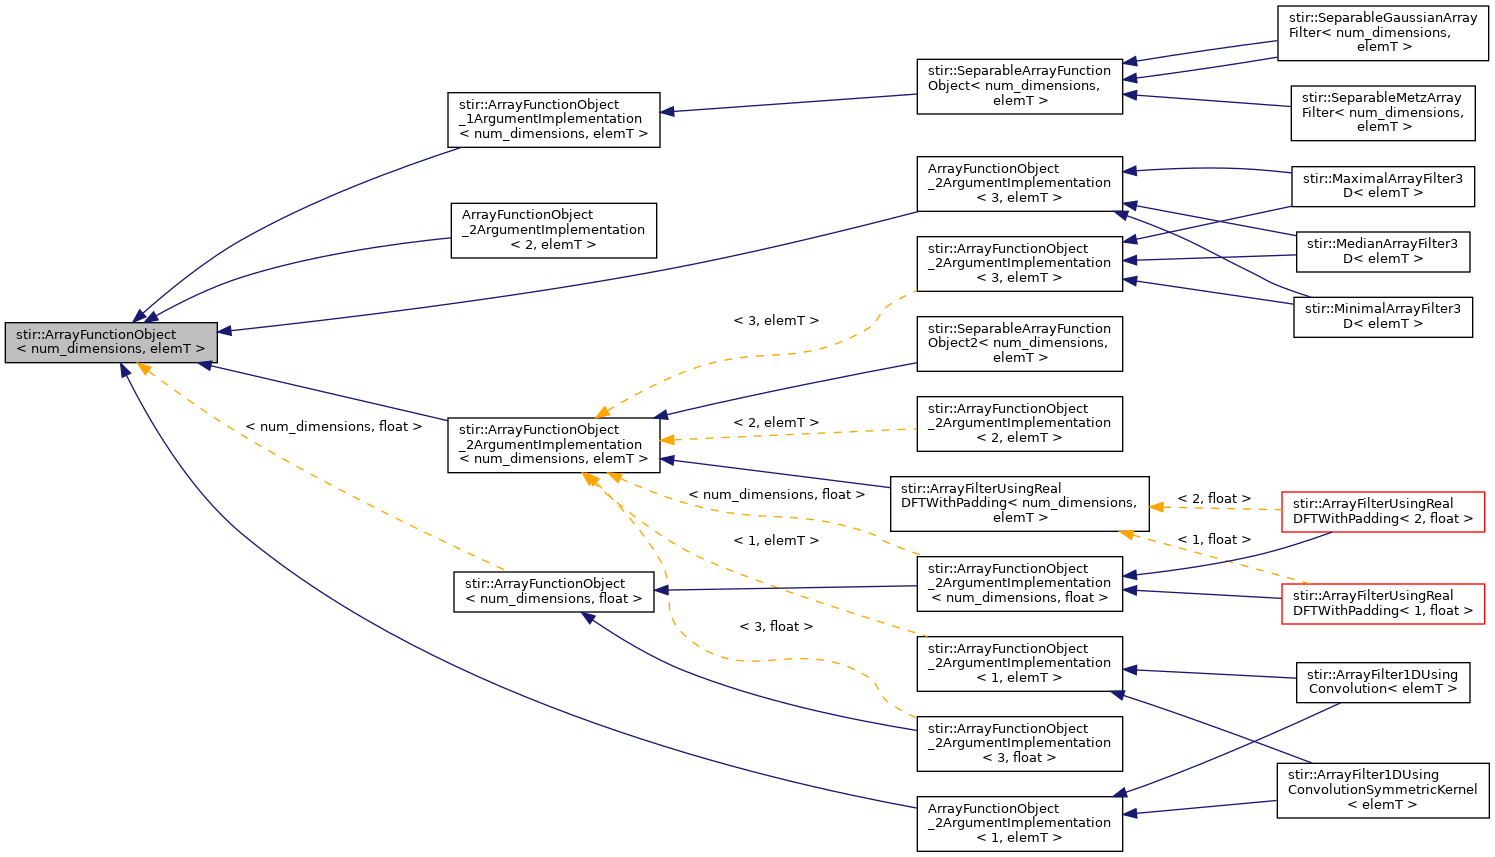 stir::ArrayFunctionObject
< num_dimensions, elemT >
stir::ArrayFunctionObject
_1ArgumentImplementation
< num_dimensions, elemT >
ArrayFunctionObject
_2ArgumentImplementation
< 2, elemT >
stir::ArrayFunctionObject
_2ArgumentImplementation
< num_dimensions, elemT >
stir::ArrayFunctionObject
< num_dimensions, float >
< num_dimensions, float >
< 3, elemT >
< 2, elemT >
< num_dimensions, float >
< 1, elemT >
< 3, float >
stir::SeparableArrayFunction
Object< num_dimensions,
elemT >
ArrayFunctionObject
_2ArgumentImplementation
< 3, elemT >
stir::ArrayFunctionObject
_2ArgumentImplementation
< 3, elemT >
stir::SeparableArrayFunction
Object2< num_dimensions,
elemT >
stir::ArrayFunctionObject
_2ArgumentImplementation
< 2, elemT >
stir::ArrayFilterUsingReal
DFTWithPadding< num_dimensions,
elemT >
stir::ArrayFunctionObject
_2ArgumentImplementation
< num_dimensions, float >
stir::ArrayFunctionObject
_2ArgumentImplementation
< 1, elemT >
stir::ArrayFunctionObject
_2ArgumentImplementation
< 3, float >
ArrayFunctionObject
_2ArgumentImplementation
< 1, elemT >
< 2, float >
< 1, float >
stir::SeparableGaussianArray
Filter< num_dimensions,
elemT >
stir::SeparableMetzArray
Filter< num_dimensions,
elemT >
stir::MaximalArrayFilter3
D< elemT >
stir::MedianArrayFilter3
D< elemT >
stir::MinimalArrayFilter3
D< elemT >
stir::ArrayFilterUsingReal
DFTWithPadding< 2, float >
stir::ArrayFilterUsingReal
DFTWithPadding< 1, float >
stir::ArrayFilter1DUsing
Convolution< elemT >
stir::ArrayFilter1DUsing
ConvolutionSymmetricKernel
< elemT >